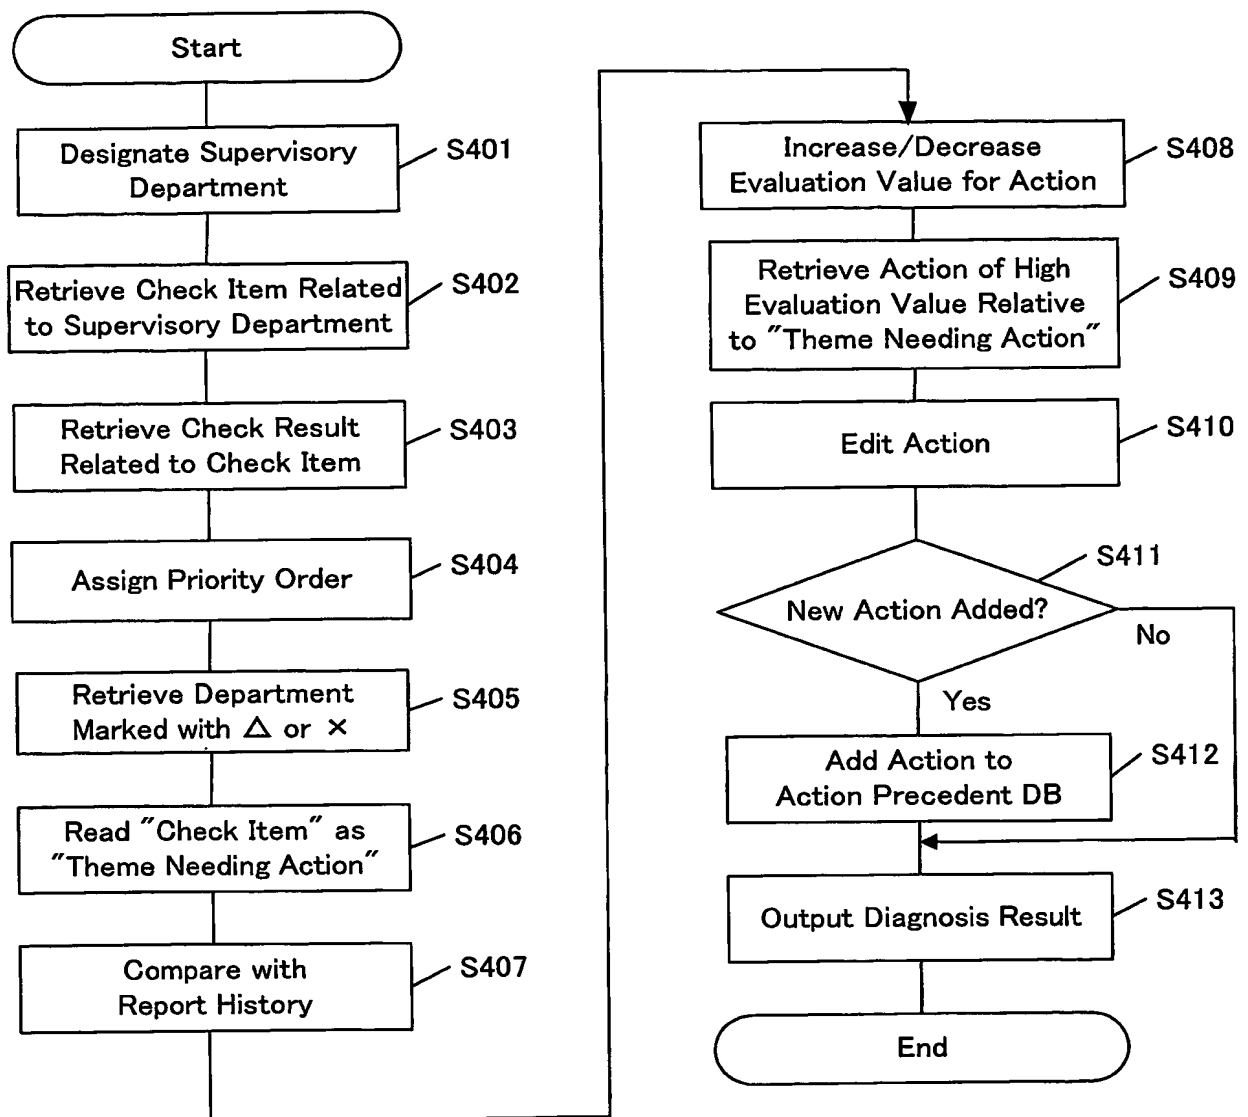 Start
Designate Supervisory
Department
S401
Retrieve Check Item Related
to Supervisory Department
S402
Retrieve Check Result
Related to Check Item
S403
Assign Priority Order
S404
Retrieve Department
Marked with △ or ×
S405
Read "Check Item" as
"Theme Needing Action"
S406
Compare with
Report History
S407
Increase/Decrease
Evaluation Value for Action
S408
Retrieve Action of High
Evaluation Value Relative
to "Theme Needing Action"
S409
Edit Action
S410
New Action Added?
S411
No
Yes
Add Action to
Action Precedent DB
S412
Output Diagnosis Result
S413
End